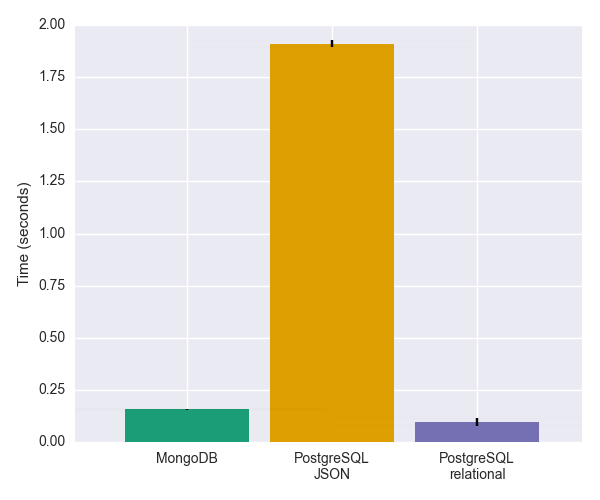 2.00
1.75
1.50
1.25
1.00
0.75
0.50
0.25
0.00
Time (seconds)
MongoDB
PostgreSQL
JSON
PostgreSQL
relational